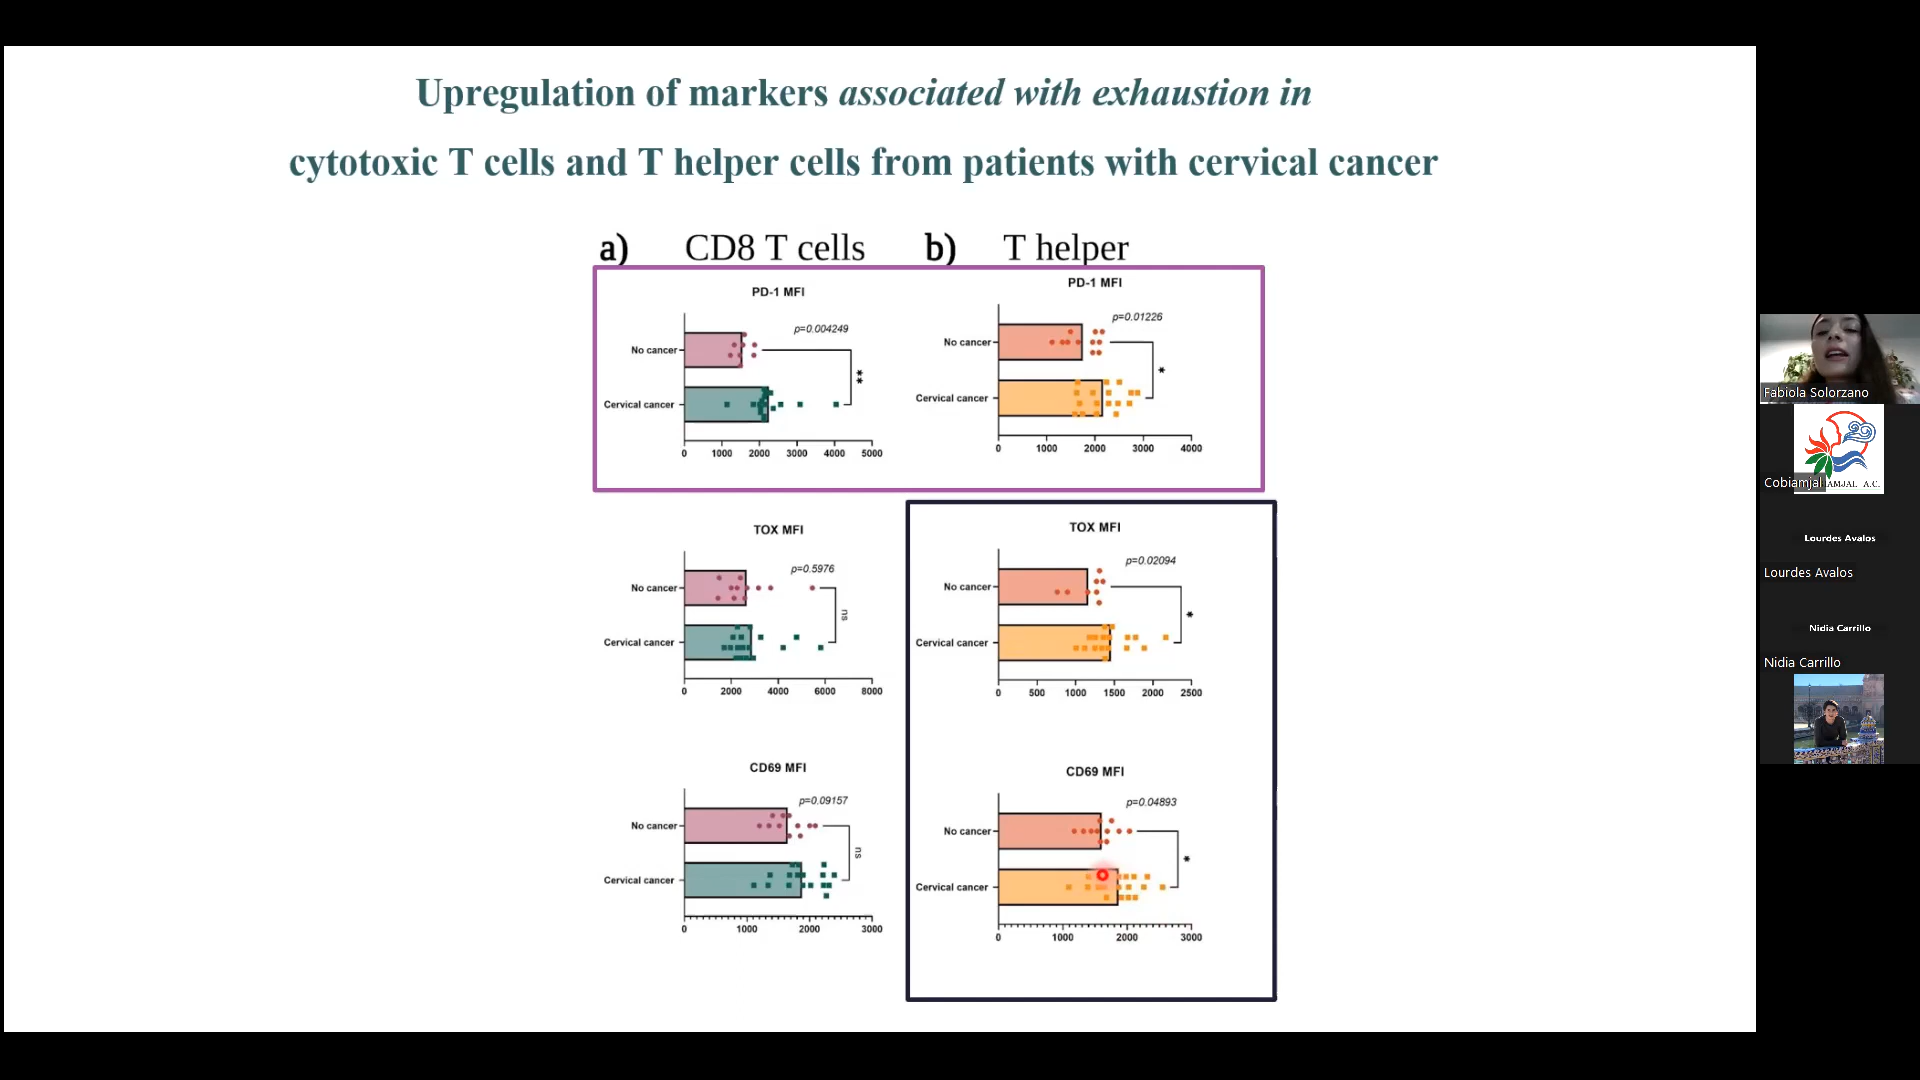 Upregulation of markers associated with exhaustion in
cytotoxic T cells and T helper cells from patients with cervical cancer
a) CD8 T cells
PD-1 MFI
p=0.004249
No cancer
**
Cervical cancer
0 1000 2000 3000 4000 5000
TOX MFI
p=0.5976
No cancer
ns
Cervical cancer
0 2000 4000 6000 8000
CD69 MFI
p=0.09157
No cancer
ns
Cervical cancer
0 1000 2000 3000
b) T helper
PD-1 MFI
p=0.01226
No cancer
*
Cervical cancer
0 1000 2000 3000 4000
TOX MFI
p=0.02094
No cancer
*
Cervical cancer
0 500 1000 1500 2000 2500
CD69 MFI
p=0.04893
No cancer
*
Cervical cancer
0 1000 2000 3000
Fabiola Solorzano
Cobiamjal AMJAL A.C.
Lourdes Avalos
Lourdes Avalos
Nidia Carrillo
Nidia Carrillo